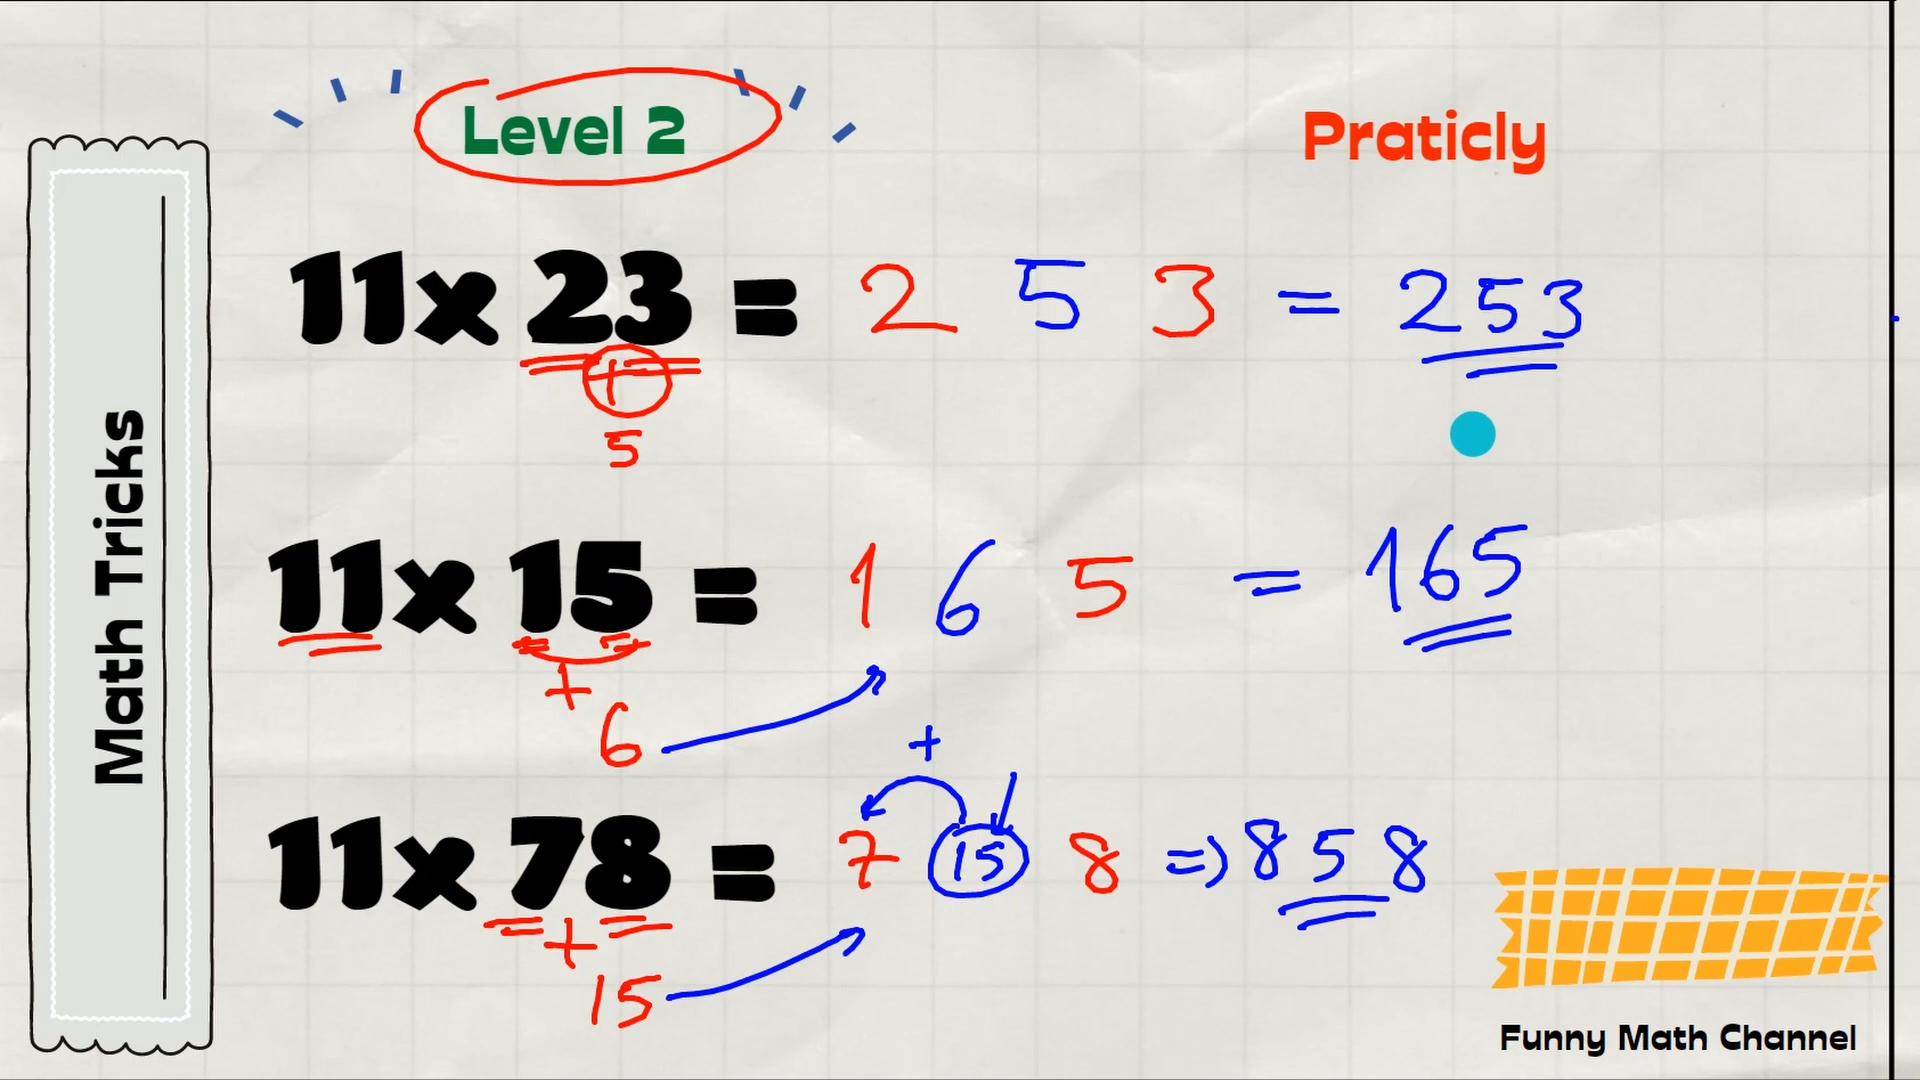 Level 2
Praticly
Math Tricks
11x 23 = 2 5 3 = 253
+
5
11x 15 = 1 6 5 = 165
+
6
+
11x 78 = 7 15 8 => 858
+
15
Funny Math Channel